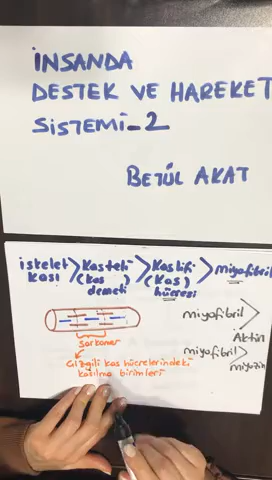 İNSANDA
DESTEK VE HAREKET
SİSTEMİ-2
BETÜL AKAT
iskelet kası > Kas teli (kas demeti) > Kas lifi (kas hücresi) > miyofibril
miyofibril > Aktin
miyofibril > miyozin
Sarkomer
Çizgili kas hücrelerindeki
kasılma birimleri